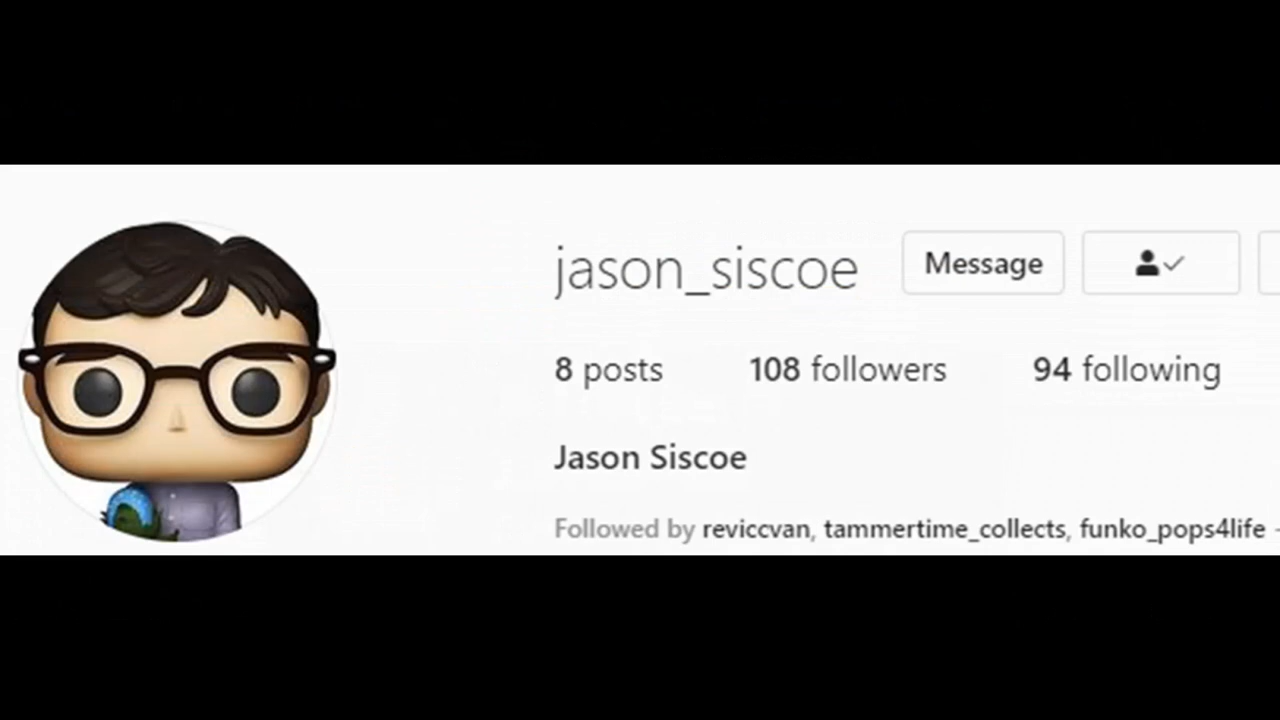 jason_siscoe Message
8 posts 108 followers 94 following
Jason Siscoe
Followed by reviccvan, tammertime_collects, funko_pops4life